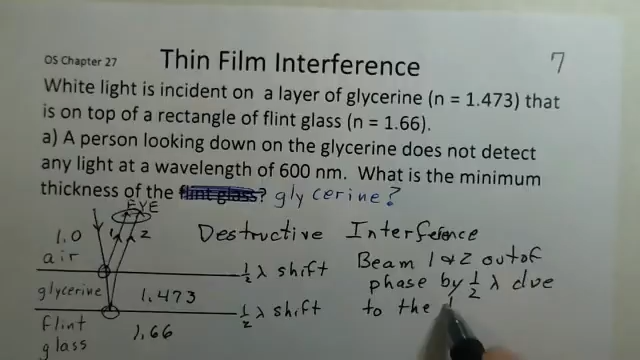 OS Chapter 27
Thin Film Interference
7
White light is incident on a layer of glycerine (n = 1.473) that
is on top of a rectangle of flint glass (n = 1.66).
a) A person looking down on the glycerine does not detect
any light at a wavelength of 600 nm. What is the minimum
thickness of the flint glass? glycerine?
EYE
1 2
Destructive Interference
1.0
air
1/2 λ shift
glycerine 1.473
1/2 λ shift
Flint
glass
1.66
Beam 1 & 2 out of
phase by 1/2 λ due
to the 1